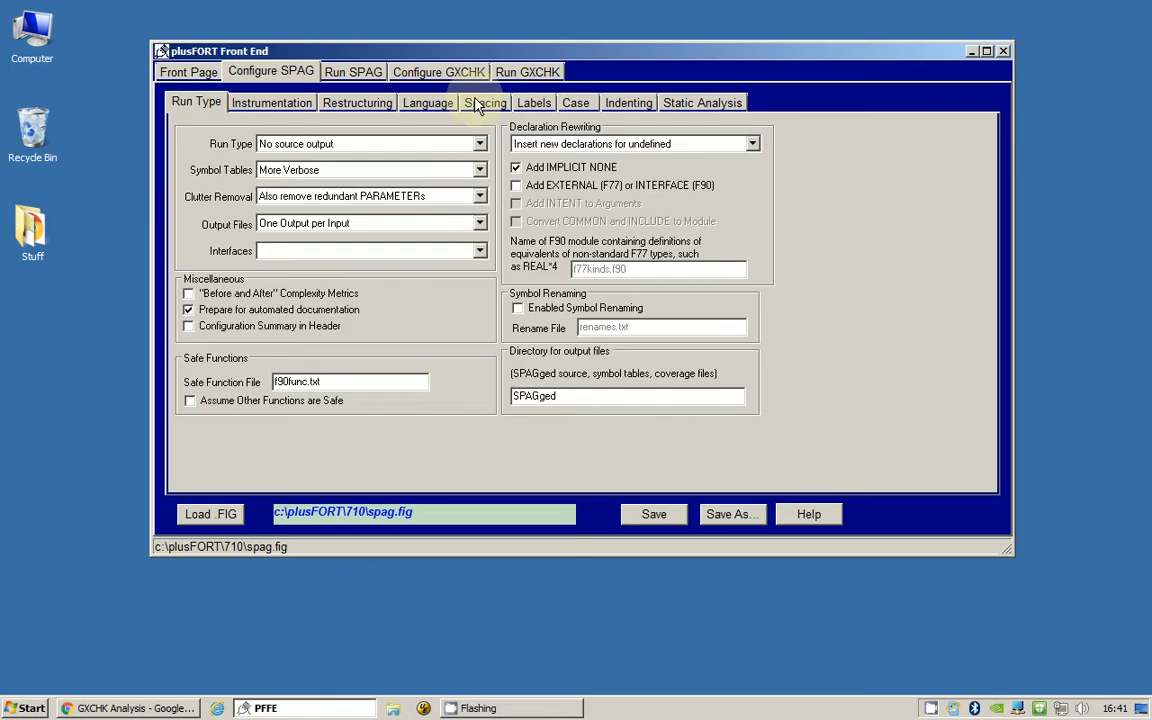 Computer
Recycle Bin
Stuff
plusFORT Front End
Front Page Configure SPAG Run SPAG Configure GXCHK Run GXCHK
Run Type Instrumentation Restructuring Language Spacing Labels Case Indenting Static Analysis
Run Type No source output
Symbol Tables More Verbose
Clutter Removal Also remove redundant PARAMETERs
Output Files One Output per Input
Interfaces
Miscellaneous
"Before and After" Complexity Metrics
Prepare for automated documentation
Configuration Summary in Header
Safe Functions
Safe Function File f90func.txt
Assume Other Functions are Safe
Declaration Rewriting
Insert new declarations for undefined
Add IMPLICIT NONE
Add EXTERNAL (F77) or INTERFACE (F90)
Add INTENT to Arguments
Convert COMMON and INCLUDE to Module
Name of F90 module containing definitions of
equivalents of non-standard F77 types, such
as REAL*4 f77kinds.f90
Symbol Renaming
Enabled Symbol Renaming
Rename File renames.txt
Directory for output files
(SPAGged source, symbol tables, coverage files)
SPAGged
Load .FIG c:\plusFORT\710\spag.fig Save Save As... Help
c:\plusFORT\710\spag.fig
Start GXCHK Analysis - Google... PFFE Flashing 16:41